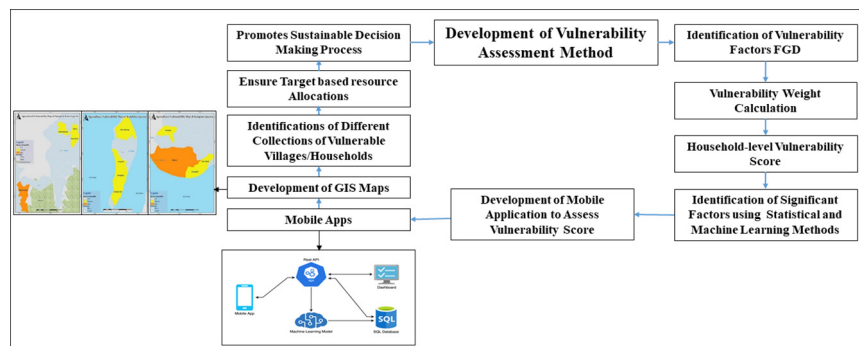 Promotes Sustainable Decision
Making Process
Development of Vulnerability
Assessment Method
Identification of Vulnerability
Factors FGD
Ensure Target based resource
Allocations
Vulnerability Weight
Calculation
Identifications of Different
Collections of Vulnerable
Villages/Households
Household-level Vulnerability
Score
Development of GIS Maps
Development of Mobile
Application to Assess
Vulnerability Score
Identification of Significant
Factors using Statistical and
Machine Learning Methods
Mobile Apps
Rest API
Dashboard
Mobile App
Machine Learning Model
SQL
SQL Database